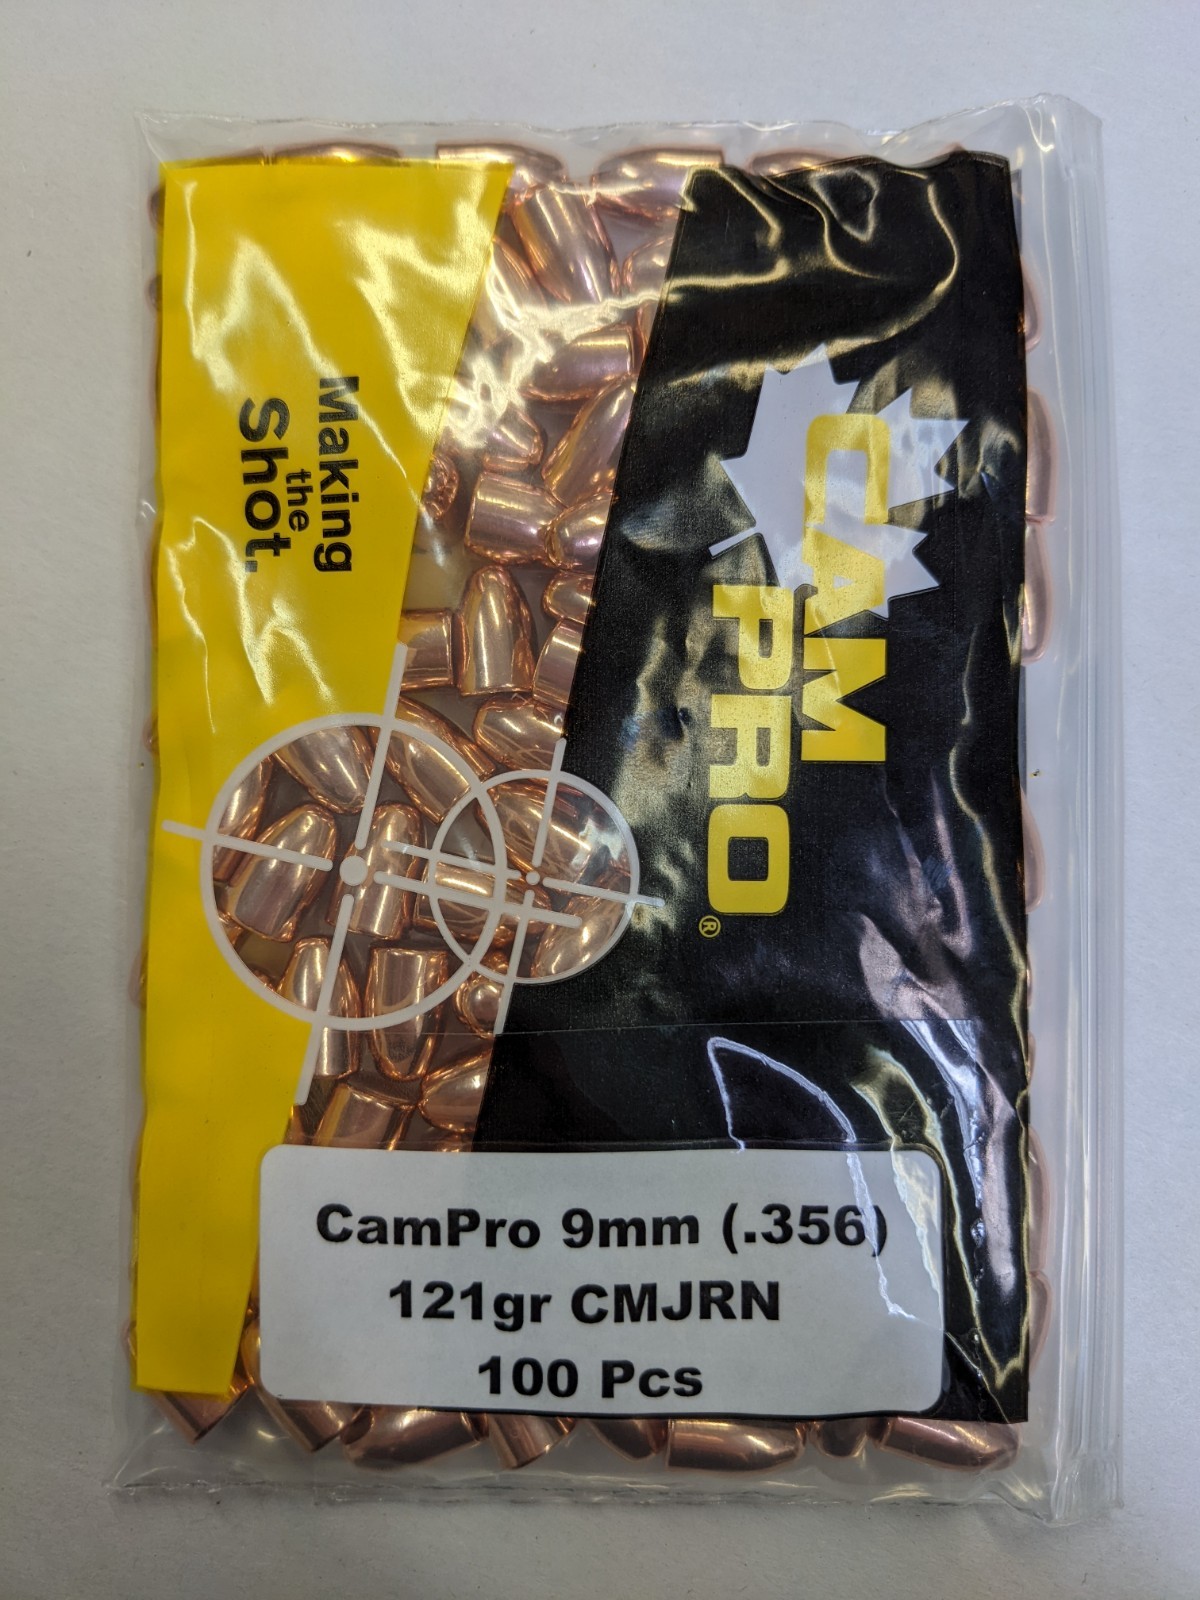 CAM
PRO®
Making
the
Shot.
CamPro 9mm (.356)
121gr CMJRN
100 Pcs